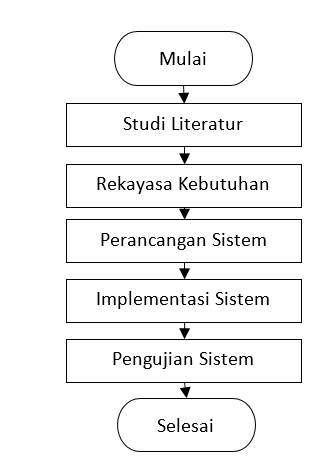 Mulai
Studi Literatur
Rekayasa Kebutuhan
Perancangan Sistem
Implementasi Sistem
Pengujian Sistem
Selesai